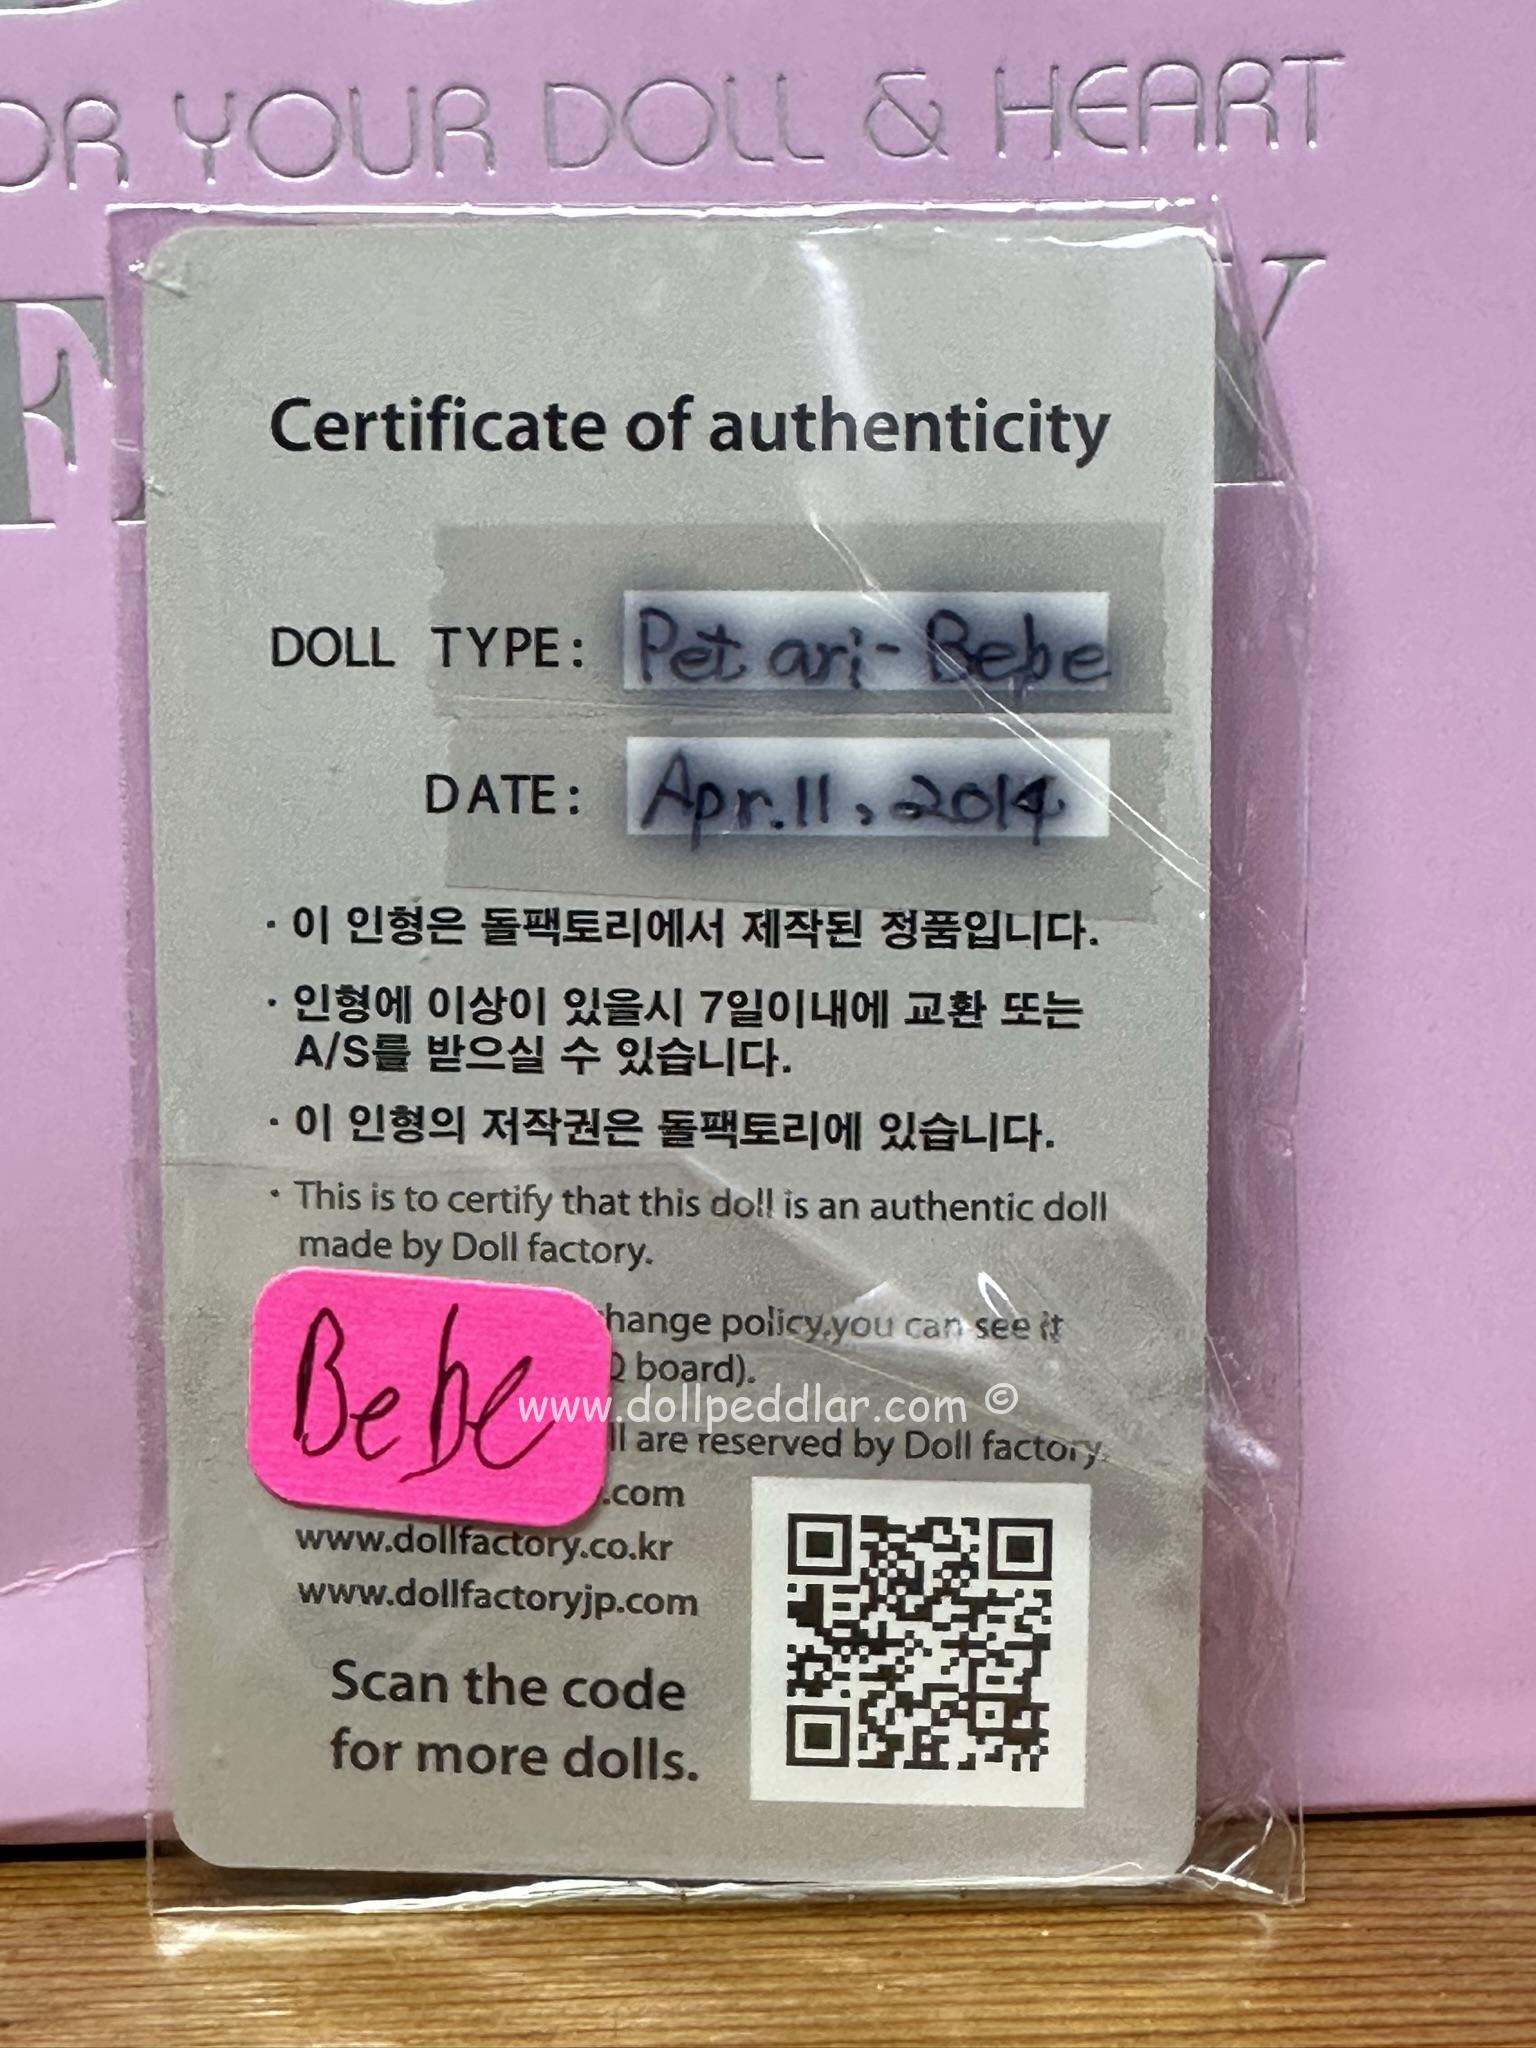 OR YOUR DOLL & HEART
Certificate of authenticity
DOLL TYPE: Pet ari - Bebe
DATE: Apr. 11, 2014
· 이 인형은 돌팩토리에서 제작된 정품입니다.
· 인형에 이상이 있을시 7일이내에 교환 또는
A/S를 받으실 수 있습니다.
· 이 인형의 저작권은 돌팩토리에 있습니다.
· This is to certify that this doll is an authentic doll
made by Doll factory.
change policy,you can see it
Q board).
Bebe
www.dollpeddlar.com ©
ll are reserved by Doll factory.
.com
www.dollfactory.co.kr
www.dollfactoryjp.com
Scan the code
for more dolls.